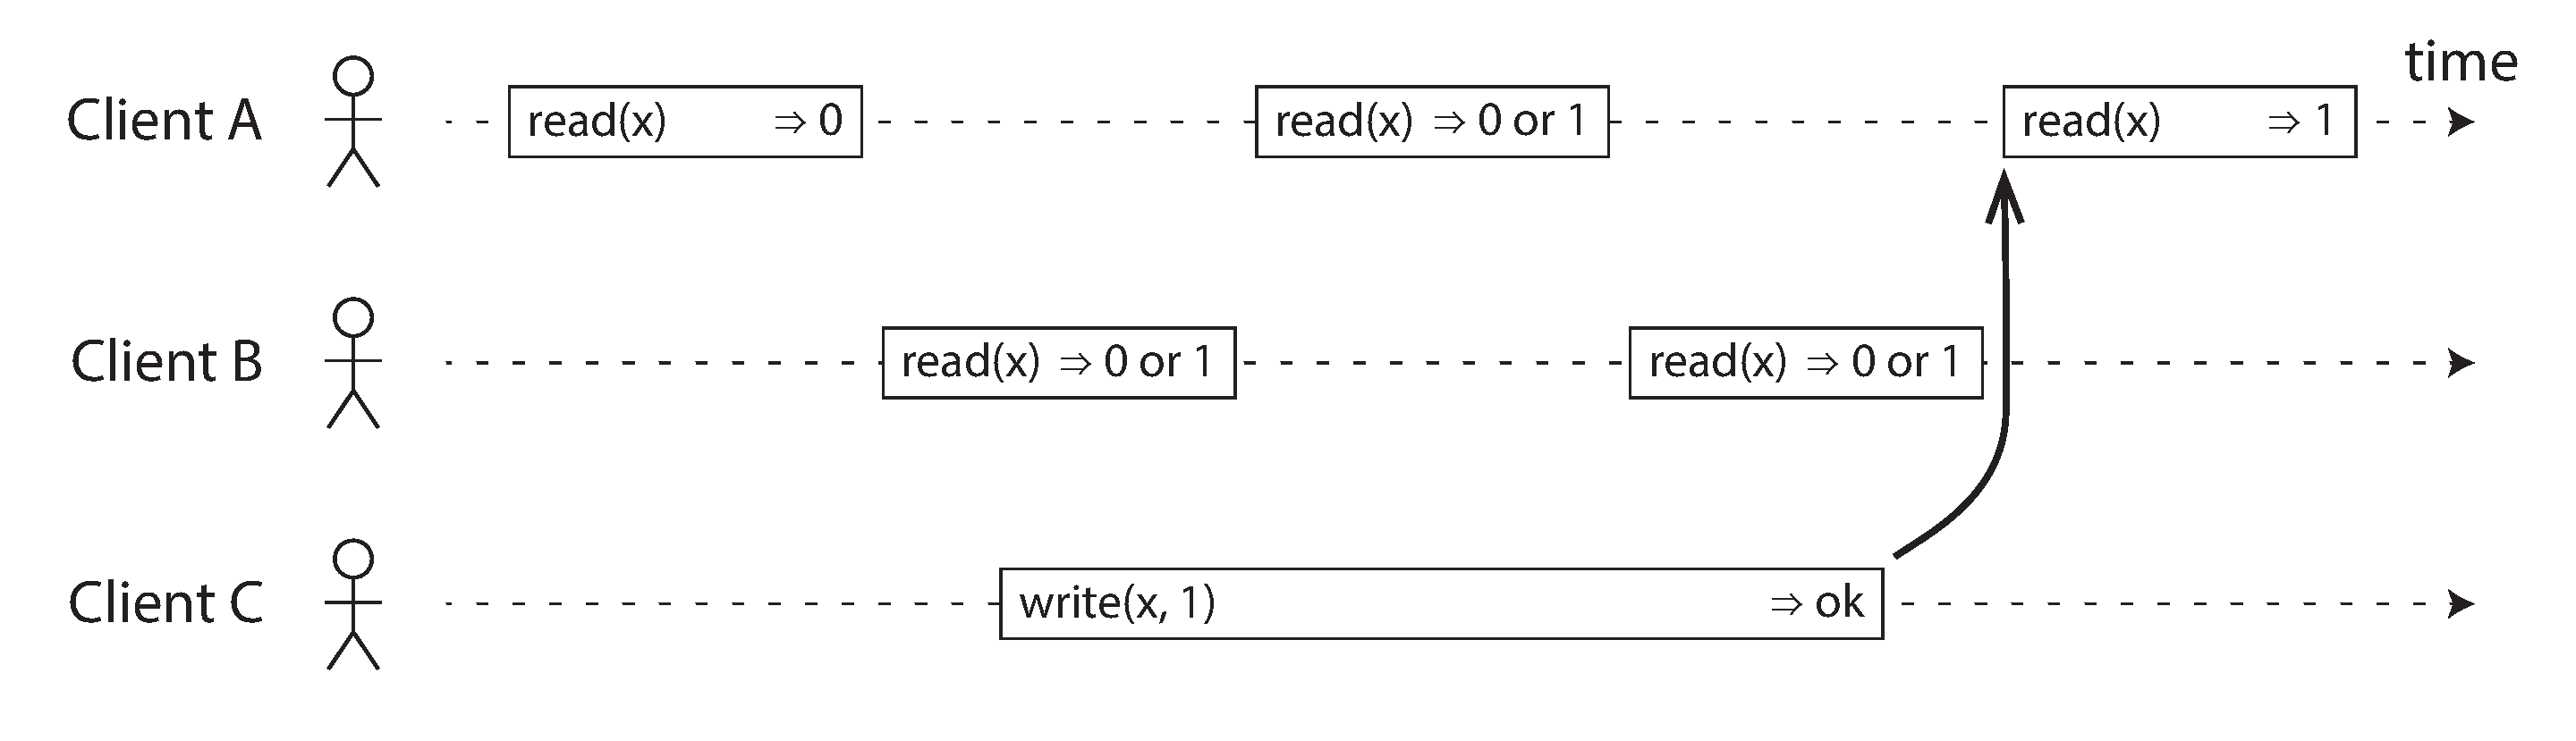 time
Client A read(x) ⇒ 0 read(x) ⇒ 0 or 1 read(x) ⇒ 1
Client B read(x) ⇒ 0 or 1 read(x) ⇒ 0 or 1
Client C write(x, 1) ⇒ ok